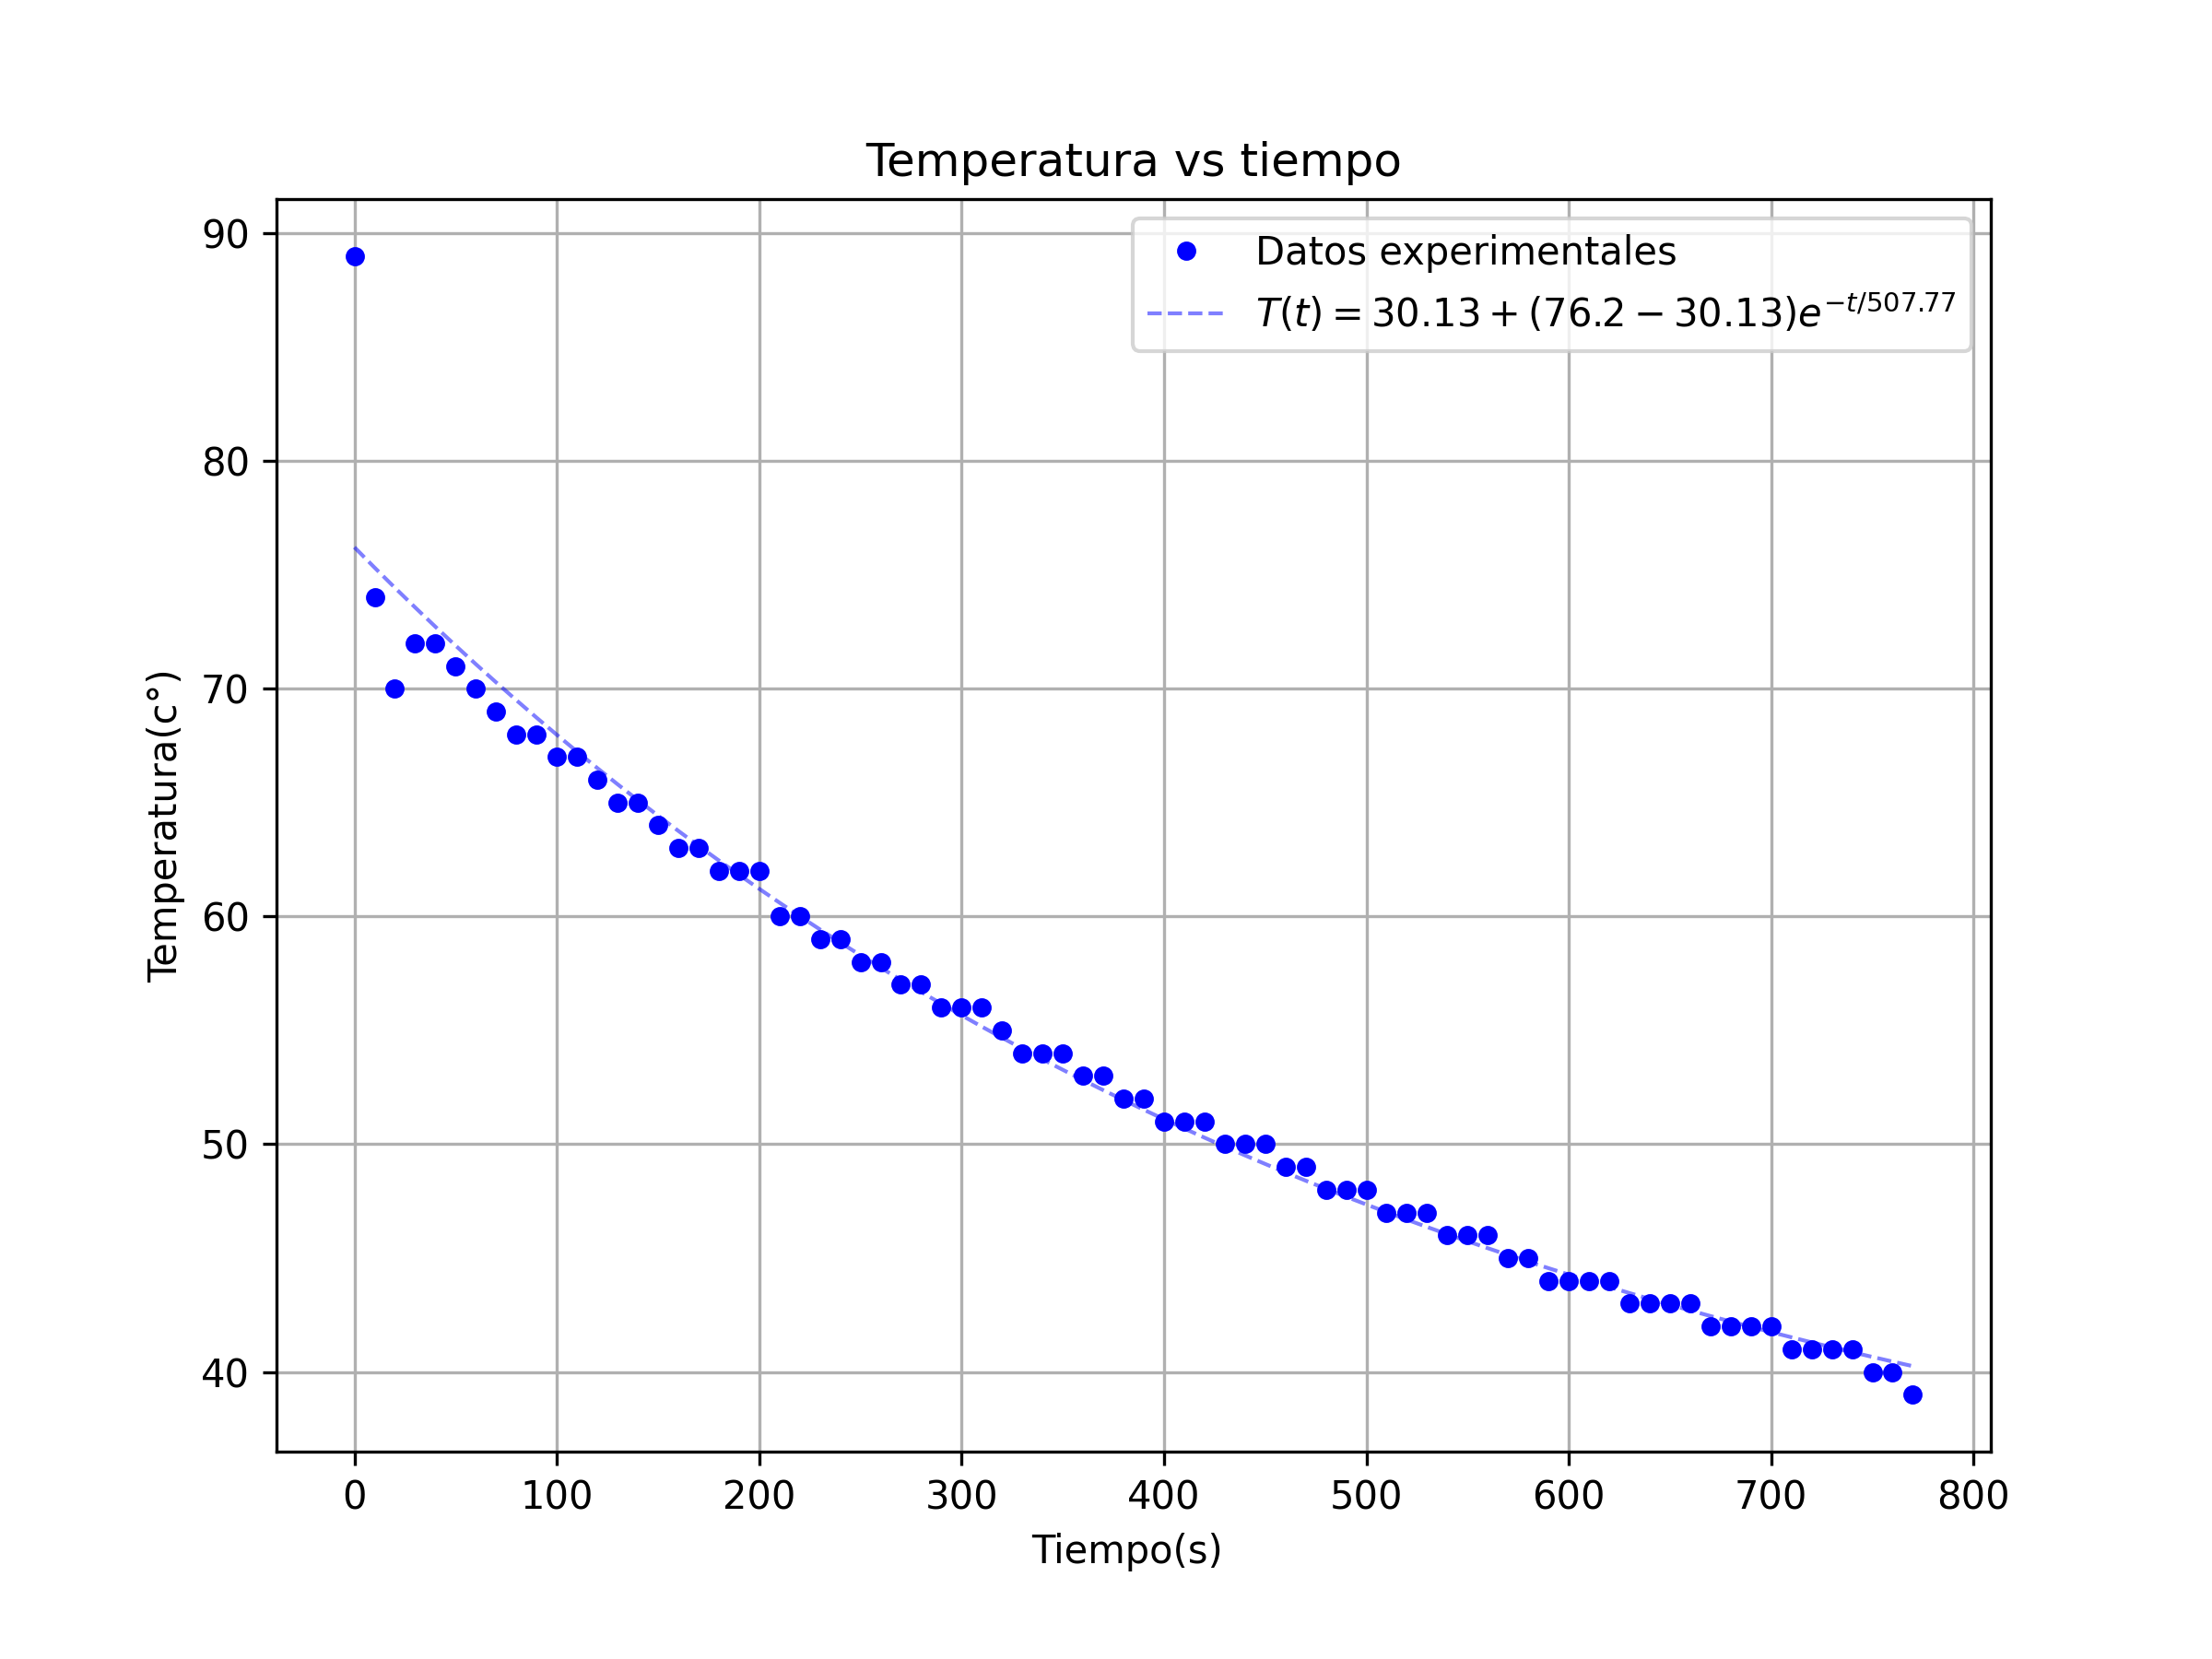 Temperatura vs tiempo
Datos experimentales
T(t) = 30.13 + (76.2 − 30.13)e^{−t/507.77}
90
80
70
60
50
40
Temperatura(c°)
0 100 200 300 400 500 600 700 800
Tiempo(s)